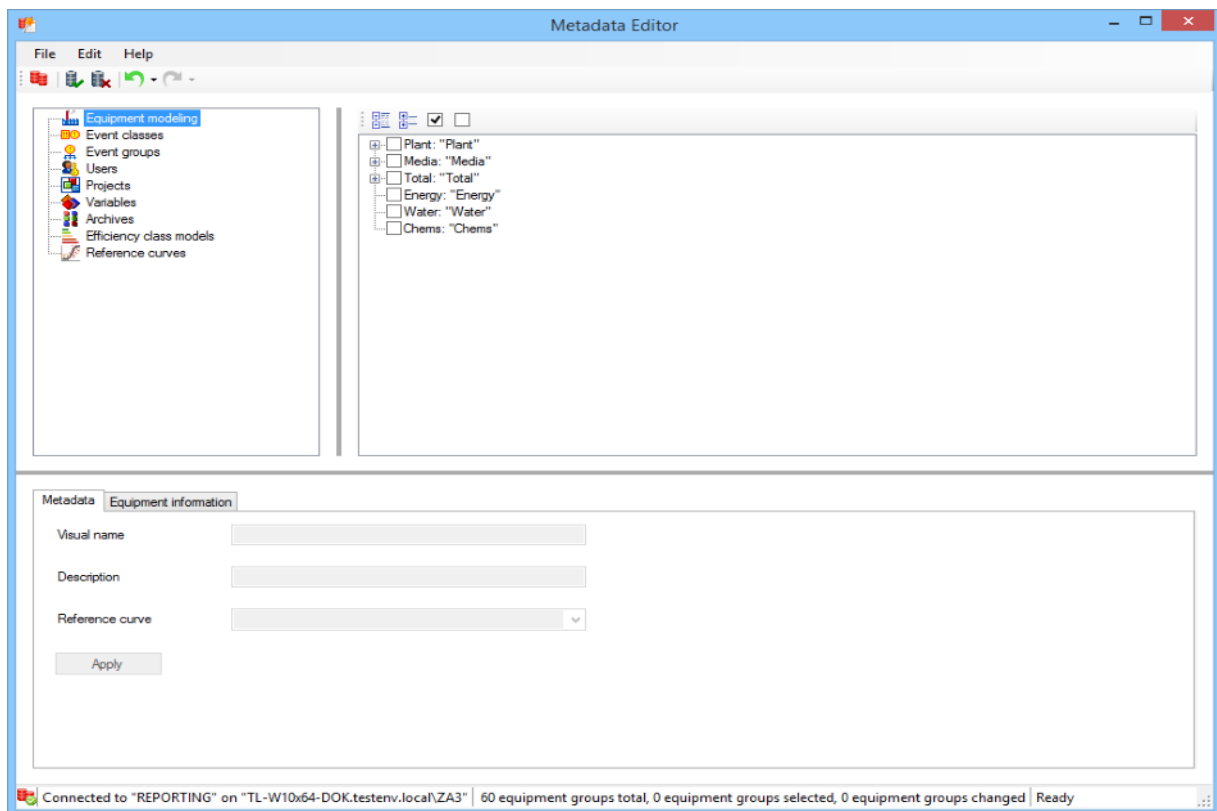 Metadata Editor
File Edit Help
Equipment modeling
Event classes
Event groups
Users
Projects
Variables
Archives
Efficiency class models
Reference curves
Plant: "Plant"
Media: "Media"
Total: "Total"
Energy: "Energy"
Water: "Water"
Chems: "Chems"
Metadata Equipment information
Visual name
Description
Reference curve
Apply
Connected to "REPORTING" on "TL-W10x64-DOK.testenv.local\ZA3" 60 equipment groups total, 0 equipment groups selected, 0 equipment groups changed Ready